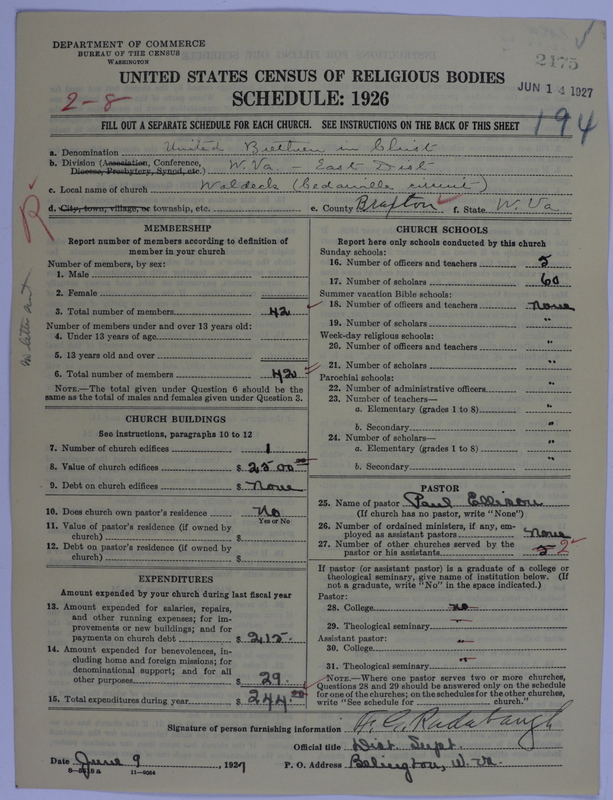 DEPARTMENT OF COMMERCE
BUREAU OF THE CENSUS
WASHINGTON
2175
JUN 14 1927
UNITED STATES CENSUS OF RELIGIOUS BODIES
SCHEDULE: 1926
2-8
194
FILL OUT A SEPARATE SCHEDULE FOR EACH CHURCH. SEE INSTRUCTIONS ON THE BACK OF THIS SHEET
a. Denomination United Brethren in Christ
b. Division (Association, Conference, Diocese, Presbytery, Synod, etc.) W. Va - East Dist
c. Local name of church Waldeck (Cedarville circuit)
d. City, town, village, or township, etc. e. County Braxton f. State W. Va
MEMBERSHIP
Report number of members according to definition of
member in your church
Number of members, by sex:
1. Male
2. Female
3. Total number of members 42
Number of members under and over 13 years old:
4. Under 13 years of age
5. 13 years old and over
6. Total number of members 42
NOTE.—The total given under Question 6 should be the
same as the total of males and females given under Question 3.
CHURCH BUILDINGS
See instructions, paragraphs 10 to 12
7. Number of church edifices 1
8. Value of church edifices $ 2500.00
9. Debt on church edifices $ None
10. Does church own pastor's residence No
Yes or No
11. Value of pastor's residence (if owned by
church) $
12. Debt on pastor's residence (if owned by
church) $
EXPENDITURES
Amount expended by your church during last fiscal year
13. Amount expended for salaries, repairs,
and other running expenses; for im-
provements or new buildings; and for
payments on church debt $ 215.
14. Amount expended for benevolences, in-
cluding home and foreign missions; for
denominational support; and for all
other purposes $ 29.
15. Total expenditures during year $ 244.00
CHURCH SCHOOLS
Report here only schools conducted by this church
Sunday schools:
16. Number of officers and teachers 5
17. Number of scholars 60
Summer vacation Bible schools:
18. Number of officers and teachers none
19. Number of scholars "
Week-day religious schools:
20. Number of officers and teachers "
21. Number of scholars "
Parochial schools:
22. Number of administrative officers "
23. Number of teachers—
a. Elementary (grades 1 to 8) "
b. Secondary "
24. Number of scholars—
a. Elementary (grades 1 to 8) "
b. Secondary "
PASTOR
25. Name of pastor Paul Ellison
(If church has no pastor, write "None")
26. Number of ordained ministers, if any, em-
ployed as assistant pastors None
27. Number of other churches served by the
pastor or his assistants 5 2
If pastor (or assistant pastor) is a graduate of a college or
theological seminary, give name of institution below. (If
not a graduate, write "No" in the space indicated.)
Pastor:
28. College no
29. Theological seminary "
Assistant pastor:
30. College "
31. Theological seminary "
NOTE.—Where one pastor serves two or more churches,
Questions 28 and 29 should be answered only on the schedule
for one of the churches; on the schedules for the other churches,
write "See schedule for church."
Signature of person furnishing information Radabaugh
Official title Dist. Supt.
Date June 9, 1927 P. O. Address Belington, W. Va.
11-9054